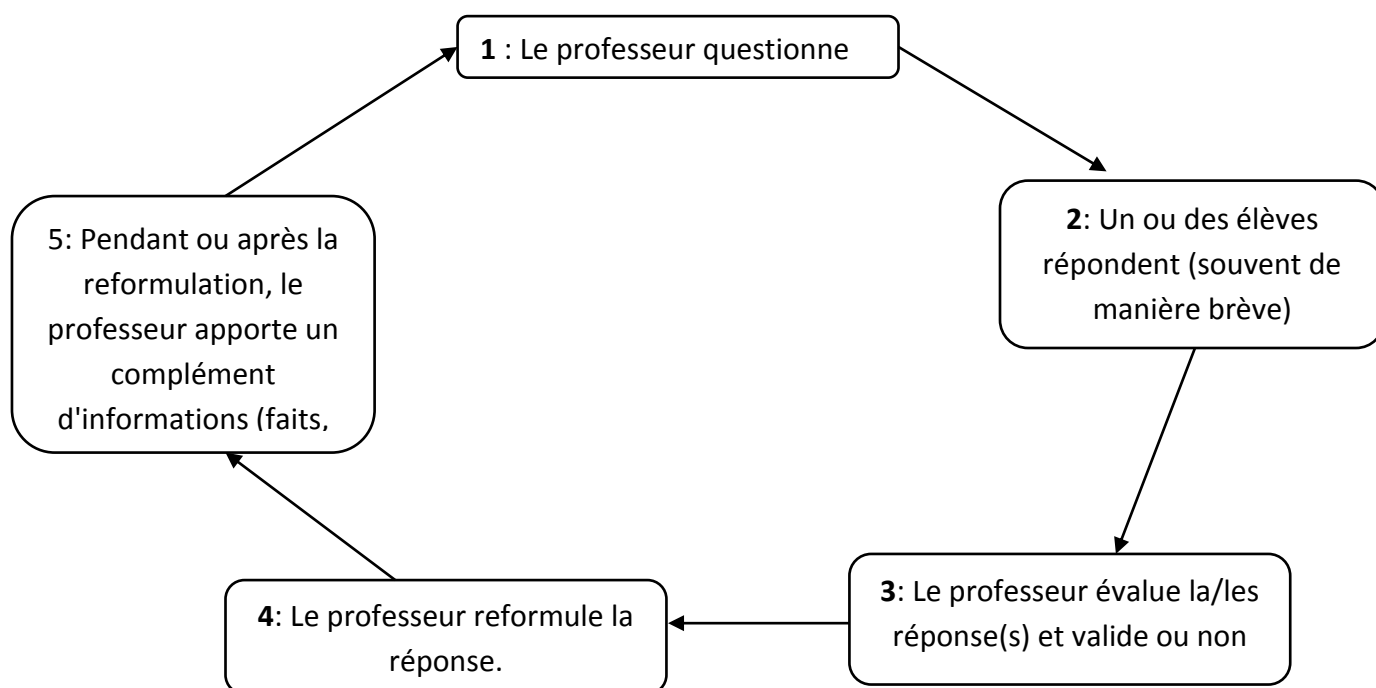 1 : Le professeur questionne
2: Un ou des élèves
répondent (souvent de
manière brève)
3: Le professeur évalue la/les
réponse(s) et valide ou non
4: Le professeur reformule la
réponse.
5: Pendant ou après la
reformulation, le
professeur apporte un
complément
d'informations (faits,